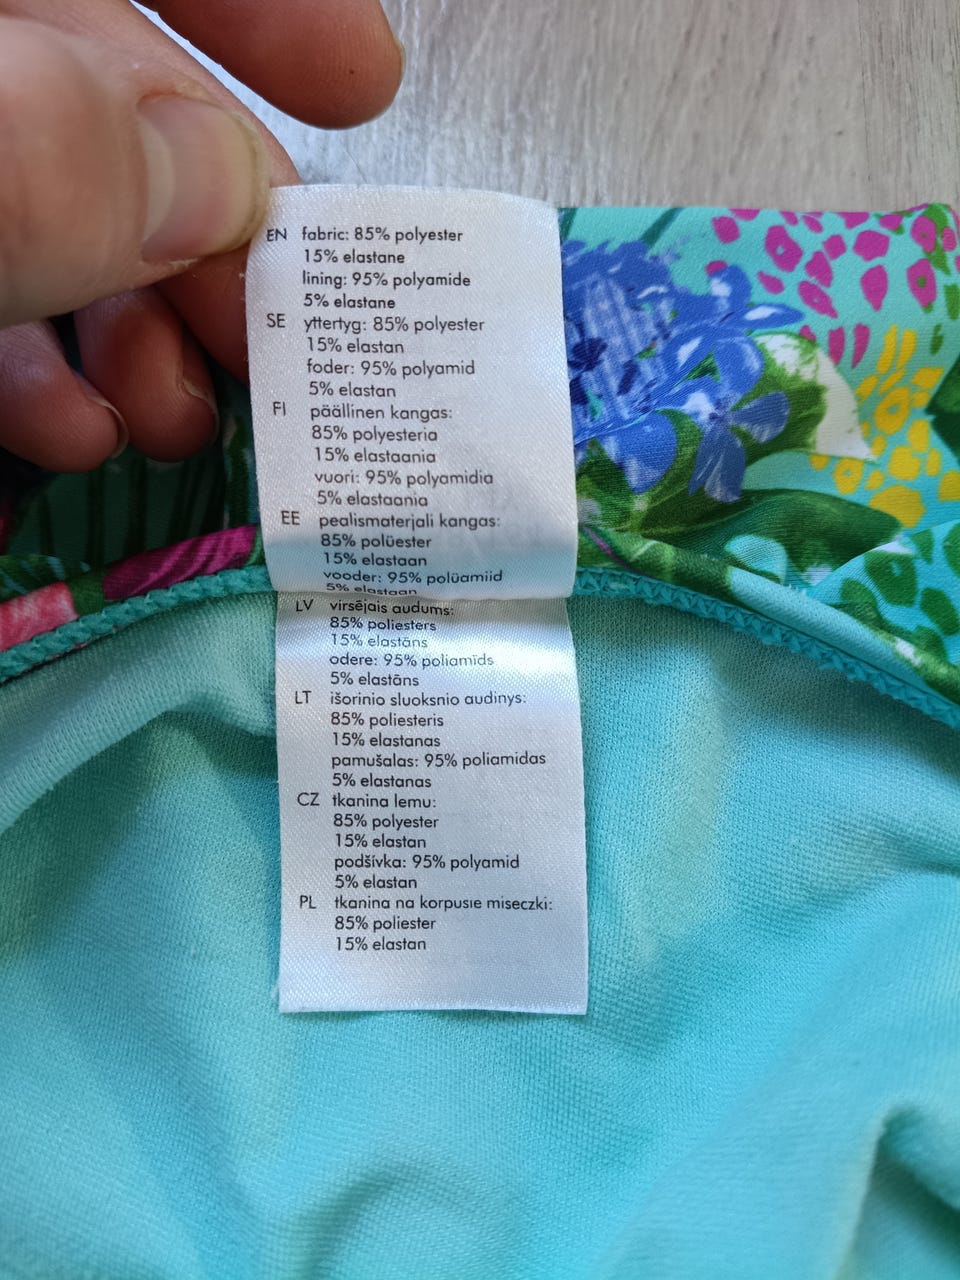 EN fabric: 85% polyester
15% elastane
lining: 95% polyamide
5% elastane
SE yttertyg: 85% polyester
15% elastan
foder: 95% polyamid
5% elastan
FI päällinen kangas:
85% polyesteria
15% elastaania
vuori: 95% polyamidia
5% elastaania
EE pealismaterjali kangas:
85% polüester
15% elastaan
vooder: 95% polüamiid
5% elastaan
LV virsējais audums:
85% poliesters
15% elastāns
odere: 95% poliamīds
5% elastāns
LT išorinio sluoksnio audinys:
85% poliesteris
15% elastanas
pamušalas: 95% poliamidas
5% elastanas
CZ tkanina lemu:
85% polyester
15% elastan
podšívka: 95% polyamid
5% elastan
PL tkanina na korpusie miseczki:
85% poliester
15% elastan